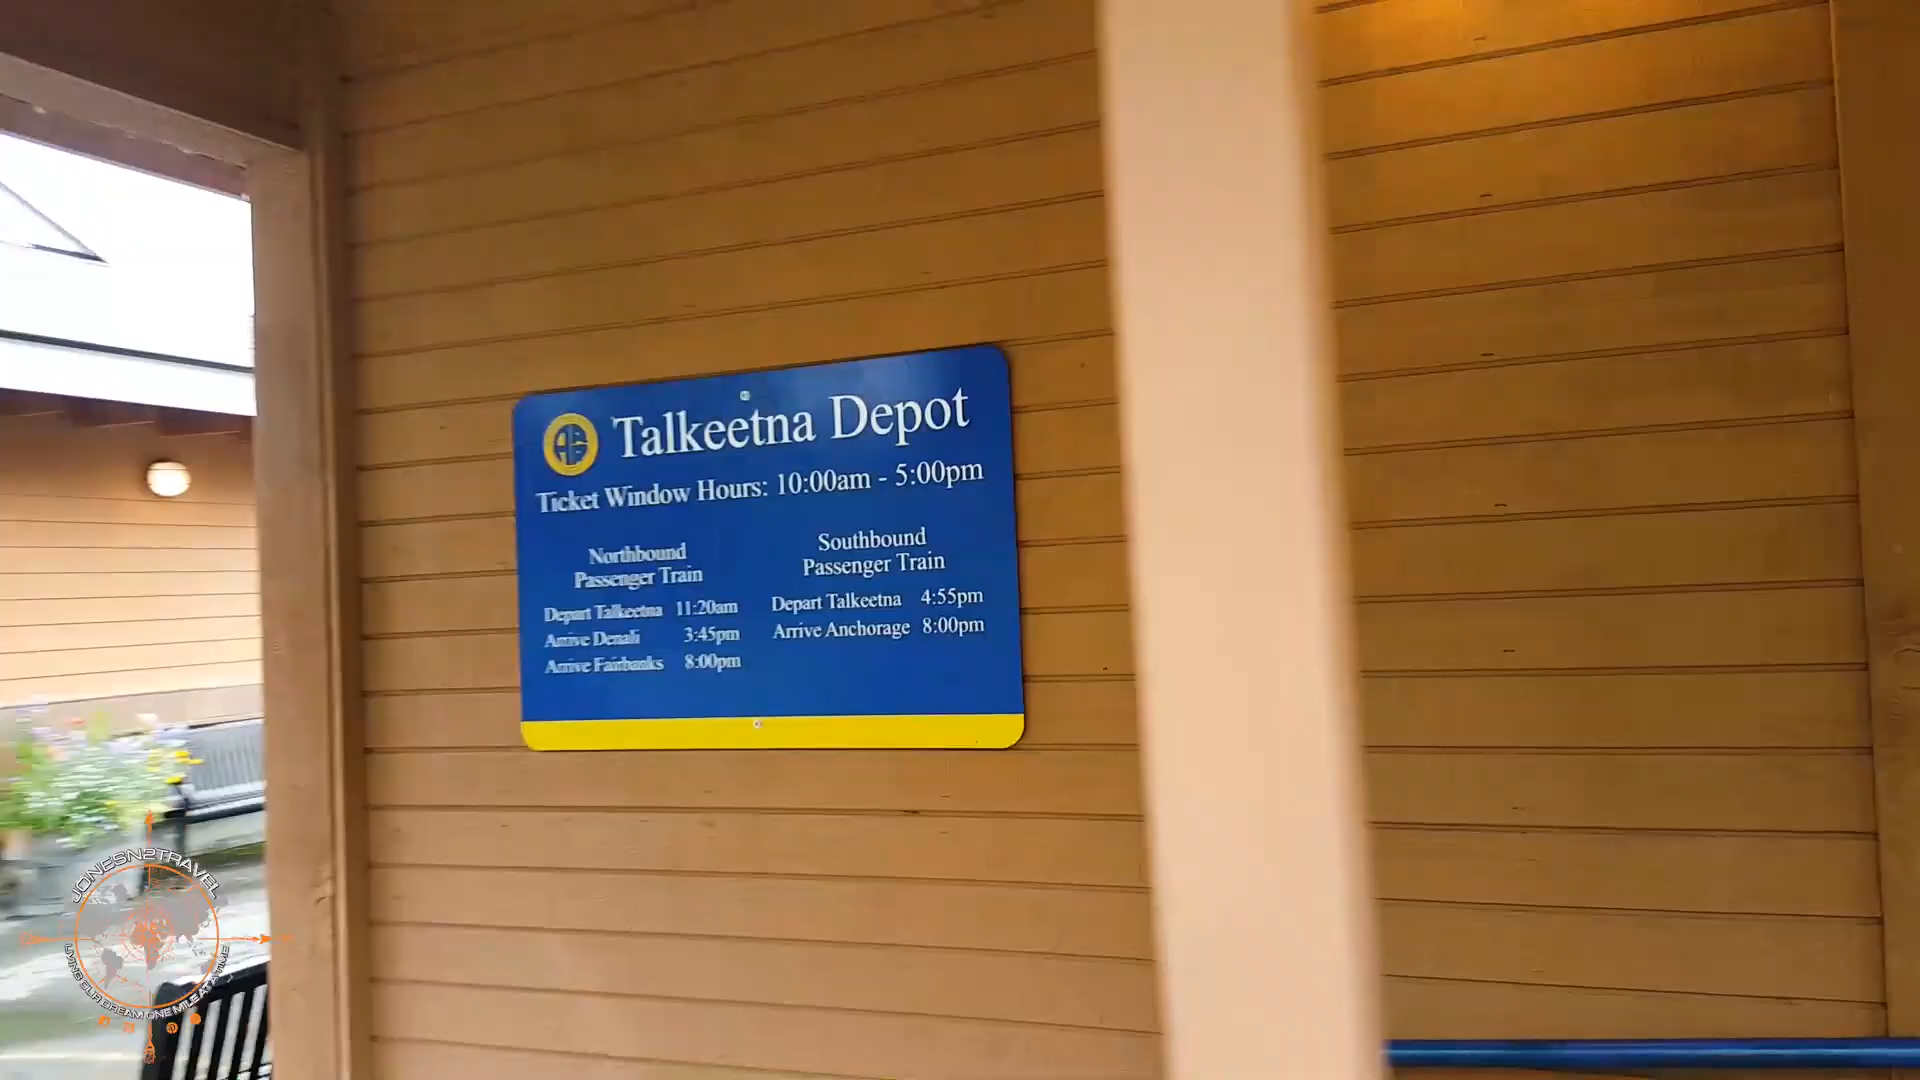 Talkeetna Depot
Ticket Window Hours: 10:00am - 5:00pm
Northbound
Passenger Train
Depart Talkeetna 11:20am
Arrive Denali 3:45pm
Arrive Fairbanks 8:00pm
Southbound
Passenger Train
Depart Talkeetna 4:55pm
Arrive Anchorage 8:00pm
JONESN2TRAVEL
LIVING OUR DREAM ONE MILE AT A TIME